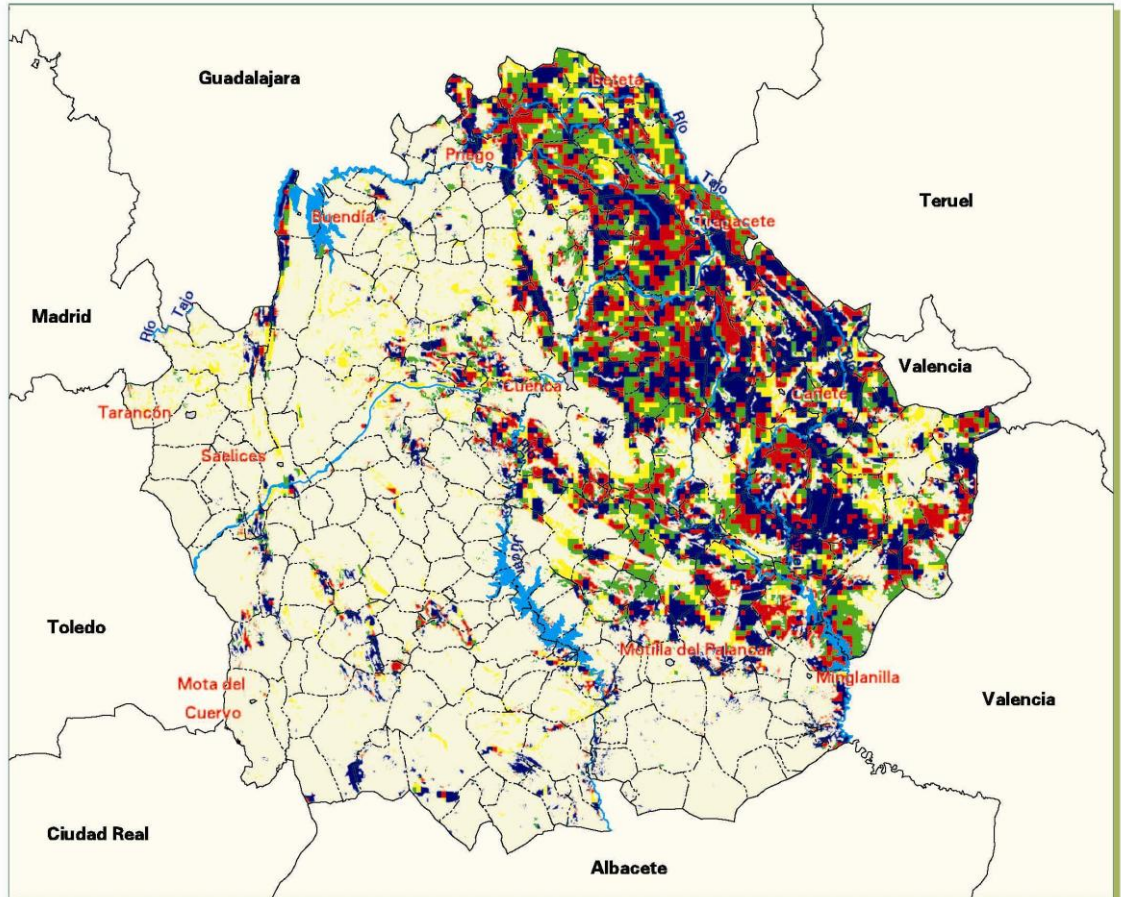 Guadalajara
Beteta
Río
Tajo
Priego
Teruel
Buendía
Tragacete
Río
Tajo
Madrid
Valencia
Cañete
Cuenca
Tarancón
Saelices
Júcar
Toledo
Motilla del Palancar
Minglanilla
Mota del
Cuervo
Valencia
Ciudad Real
Albacete